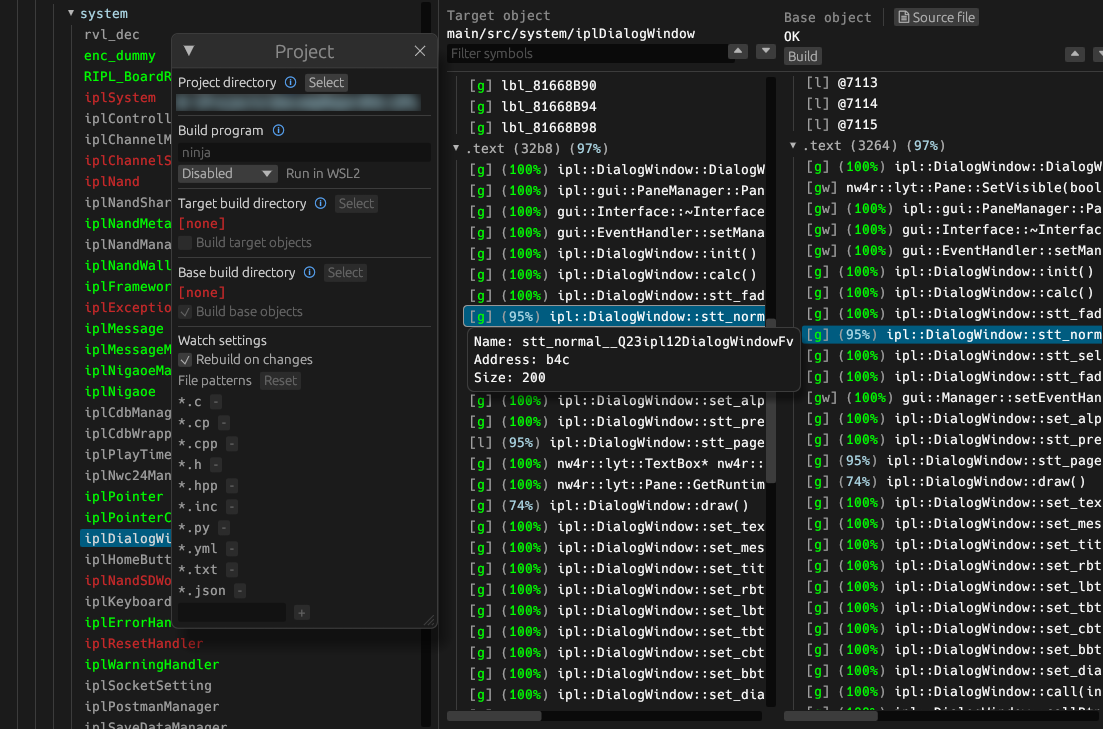 system
rvl_dec
enc_dummy
RIPL_BoardR
iplSystem
iplControll
iplChannelM
iplChannelS
iplNand
iplNandShar
iplNandMeta
iplNandMana
iplNandWall
iplFramewor
iplExceptio
iplMessage
iplMessageM
iplNigaoeMa
iplNigaoe
iplCdbManag
iplCdbWrapp
iplPlayTime
iplNwc24Man
iplPointer
iplPointerC
iplDialogWi
iplHomeButt
iplNandSDWo
iplKeyboard
iplErrorHan
iplResetHandler
iplWarningHandler
iplSocketSetting
iplPostmanManager
iplSaveDataManager
Project
Project directory Select
Build program
ninja
Disabled Run in WSL2
Target build directory Select
[none]
Build target objects
Base build directory Select
[none]
Build base objects
Watch settings
Rebuild on changes
File patterns Reset
*.c -
*.cp -
*.cpp -
*.h -
*.hpp -
*.inc -
*.py -
*.yml -
*.txt -
*.json -
+
Target object
main/src/system/iplDialogWindow
Filter symbols
[g] lbl_81668B90
[g] lbl_81668B94
[g] lbl_81668B98
.text (32b8) (97%)
[g] (100%) ipl::DialogWindow::DialogW
[g] (100%) ipl::gui::PaneManager::Pan
[g] (100%) gui::Interface::~Interface
[g] (100%) gui::EventHandler::setMana
[g] (100%) ipl::DialogWindow::init()
[g] (100%) ipl::DialogWindow::calc()
[g] (100%) ipl::DialogWindow::stt_fad
[g] (95%) ipl::DialogWindow::stt_norm
Name: stt_normal__Q23ipl12DialogWindowFv
Address: b4c
Size: 200
[g] (100%) ipl::DialogWindow::set_alp
[g] (100%) ipl::DialogWindow::stt_pre
[l] (95%) ipl::DialogWindow::stt_page
[g] (100%) nw4r::lyt::TextBox* nw4r::
[g] (100%) nw4r::lyt::Pane::GetRuntim
[g] (74%) ipl::DialogWindow::draw()
[g] (100%) ipl::DialogWindow::set_tex
[g] (100%) ipl::DialogWindow::set_mes
[g] (100%) ipl::DialogWindow::set_tit
[g] (100%) ipl::DialogWindow::set_rbt
[g] (100%) ipl::DialogWindow::set_lbt
[g] (100%) ipl::DialogWindow::set_tbt
[g] (100%) ipl::DialogWindow::set_cbt
[g] (100%) ipl::DialogWindow::set_bbt
[g] (100%) ipl::DialogWindow::set_dia
Base object Source file
OK
Build
[l] @7113
[l] @7114
[l] @7115
.text (3264) (97%)
[g] (100%) ipl::DialogWindow::DialogW
[gw] nw4r::lyt::Pane::SetVisible(bool
[gw] (100%) ipl::gui::PaneManager::Pa
[gw] (100%) gui::Interface::~Interfac
[gw] (100%) gui::EventHandler::setMan
[g] (100%) ipl::DialogWindow::init()
[g] (100%) ipl::DialogWindow::calc()
[g] (100%) ipl::DialogWindow::stt_fad
[g] (95%) ipl::DialogWindow::stt_norm
[g] (100%) ipl::DialogWindow::stt_sel
[g] (100%) ipl::DialogWindow::stt_fad
[gw] (100%) gui::Manager::setEventHan
[g] (100%) ipl::DialogWindow::set_alp
[g] (100%) ipl::DialogWindow::stt_pre
[g] (95%) ipl::DialogWindow::stt_page
[g] (74%) ipl::DialogWindow::draw()
[g] (100%) ipl::DialogWindow::set_tex
[g] (100%) ipl::DialogWindow::set_mes
[g] (100%) ipl::DialogWindow::set_tit
[g] (100%) ipl::DialogWindow::set_rbt
[g] (100%) ipl::DialogWindow::set_lbt
[g] (100%) ipl::DialogWindow::set_tbt
[g] (100%) ipl::DialogWindow::set_cbt
[g] (100%) ipl::DialogWindow::set_bbt
[g] (100%) ipl::DialogWindow::set_dia
[g] (100%) ipl::DialogWindow::call(in